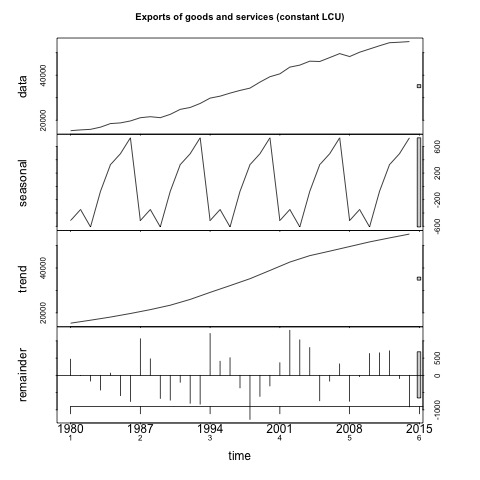 Exports of goods and services (constant LCU)
data
20000 40000
seasonal
-600 -200 200 600
trend
20000 40000
remainder
-1000 0 500
1980 1987 1994 2001 2008 2015
1 2 3 4 5 6
time